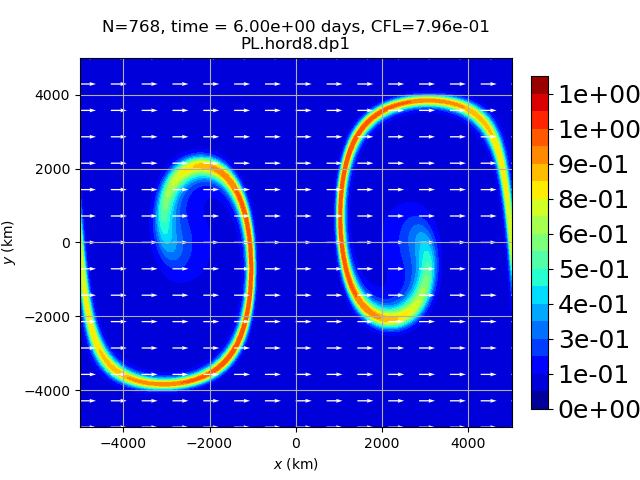 N=768, time = 6.00e+00 days, CFL=7.96e-01
PL.hord8.dp1
y (km)
4000
2000
0
−2000
−4000
−4000
−2000
0
2000
4000
x (km)
1e+00
1e+00
9e-01
8e-01
6e-01
5e-01
4e-01
3e-01
1e-01
0e+00